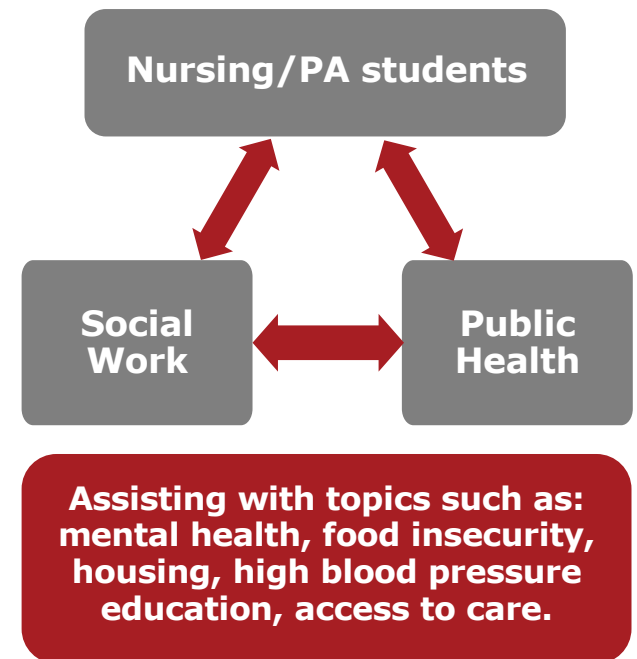 Nursing/PA students
Social
Work
Public
Health
Assisting with topics such as:
mental health, food insecurity,
housing, high blood pressure
education, access to care.